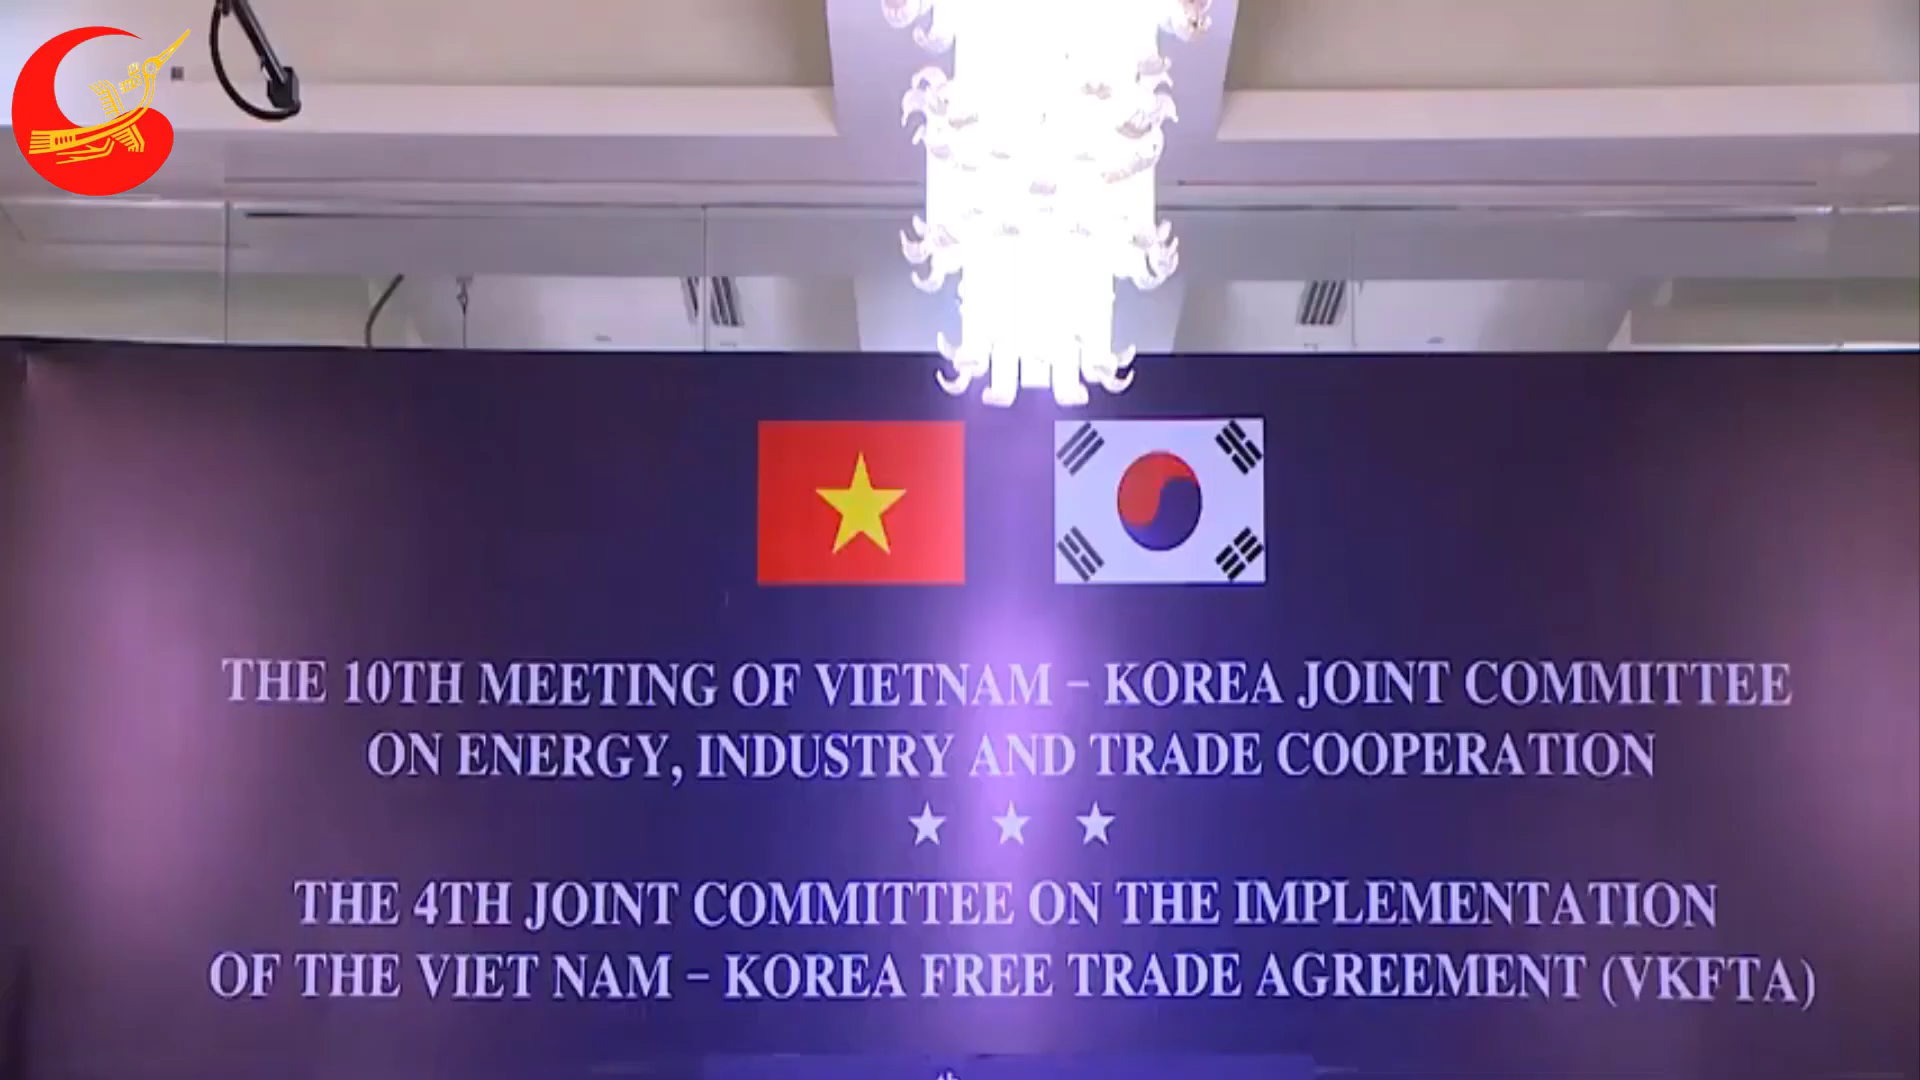 THE 10TH MEETING OF VIETNAM – KOREA JOINT COMMITTEE
ON ENERGY, INDUSTRY AND TRADE COOPERATION
★ ★ ★
THE 4TH JOINT COMMITTEE ON THE IMPLEMENTATION
OF THE VIET NAM – KOREA FREE TRADE AGREEMENT (VKFTA)